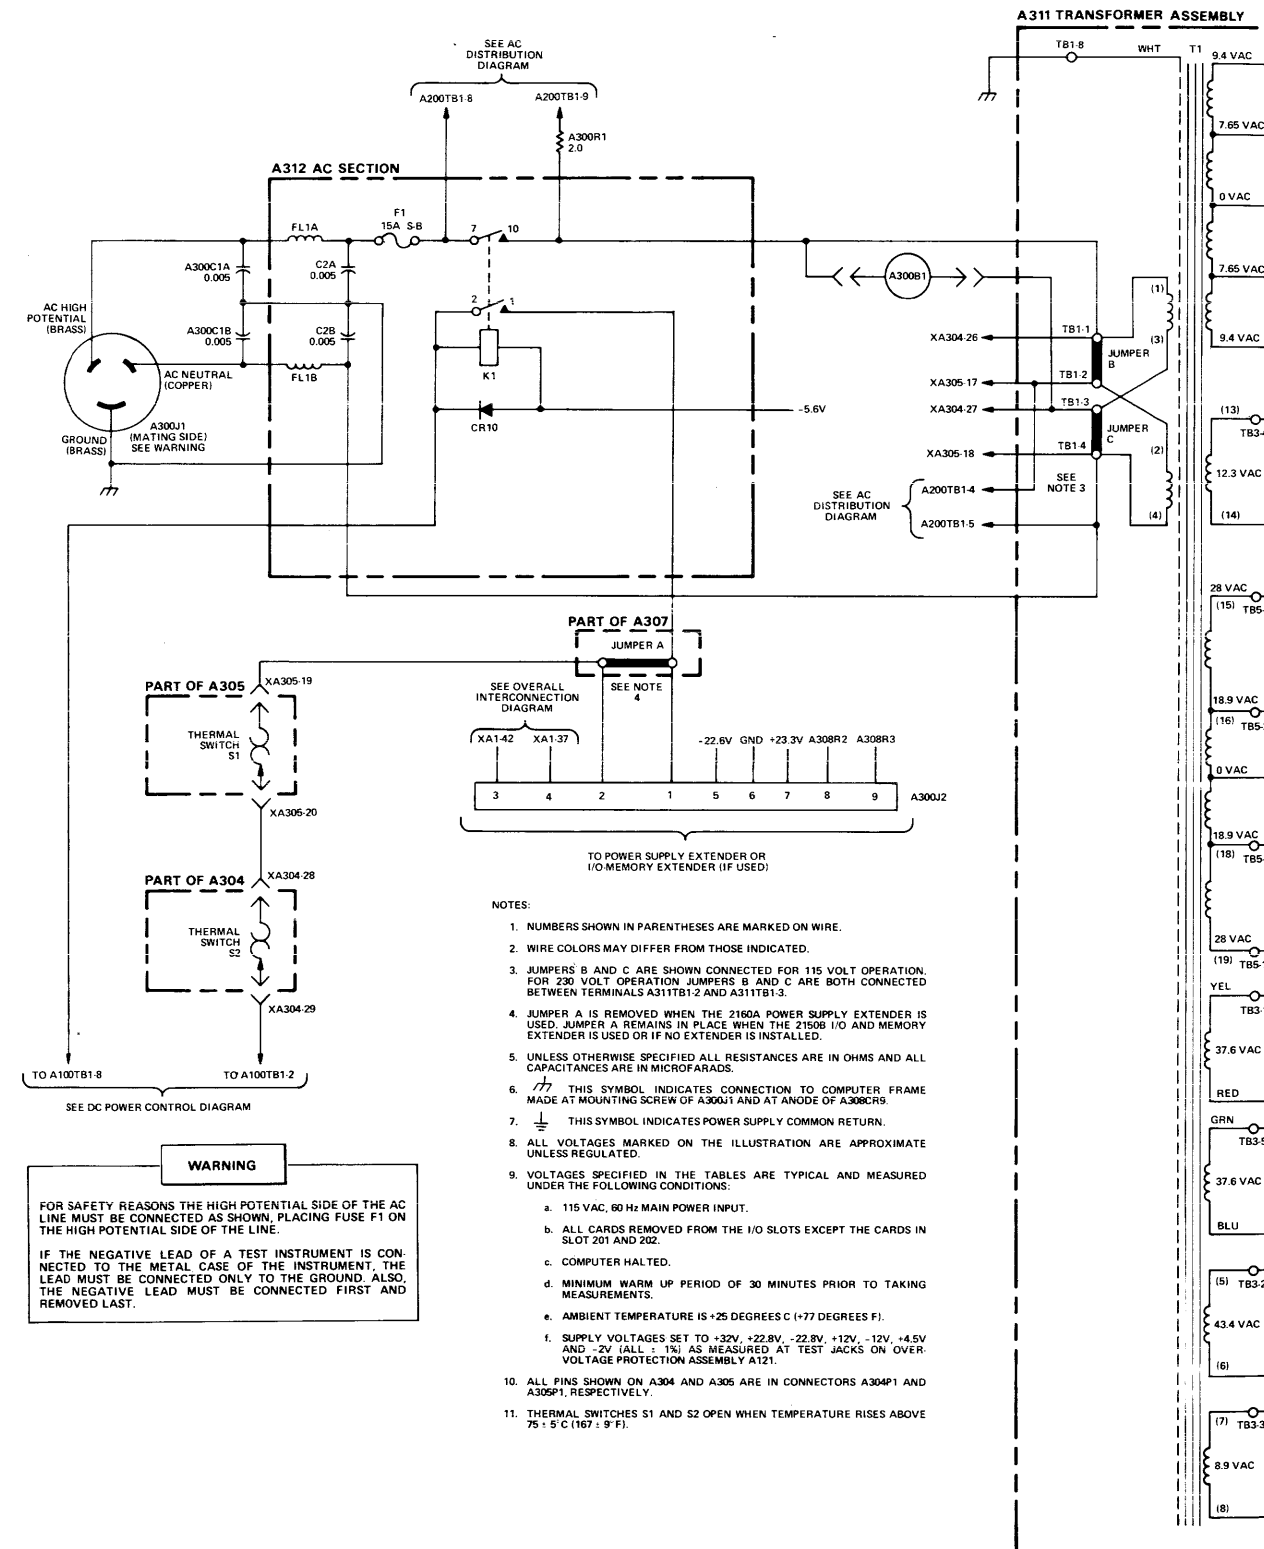 A311 TRANSFORMER ASSEMBLY
TB1-8
WHT
T1
9.4 VAC
7.65 VAC
0 VAC
7.65 VAC
9.4 VAC
SEE AC
DISTRIBUTION
DIAGRAM
A200TB1-8
A200TB1-9
A300R1
2.0
A312 AC SECTION
FL1A
F1
15A S-B
7
10
A300C1A
0.005
C2A
0.005
2
1
A300B1
(1)
AC HIGH
POTENTIAL
(BRASS)
A300C1B
0.005
C2B
0.005
XA304-26
TB1-1
(3)
JUMPER
B
AC NEUTRAL
(COPPER)
FL1B
K1
XA305-17
TB1-2
XA304-27
TB1-3
-5.6V
CR10
JUMPER
C
A300J1
(MATING SIDE)
SEE WARNING
GROUND
(BRASS)
XA305-18
TB1-4
(2)
SEE
NOTE 3
(4)
SEE AC
DISTRIBUTION
DIAGRAM
A200TB1-4
A200TB1-5
(13)
TB3-4
12.3 VAC
(14)
28 VAC
(15)
TB5-
18.9 VAC
(16)
TB5-
0 VAC
18.9 VAC
(18)
TB5-
28 VAC
(19)
TB5-1
YEL
TB3-1
37.6 VAC
RED
GRN
TB3-5
37.6 VAC
BLU
(5)
TB3-2
43.4 VAC
(6)
(7)
TB3-3
8.9 VAC
(8)
PART OF A307
JUMPER A
SEE NOTE
4
PART OF A305
XA305-19
THERMAL
SWITCH
S1
XA305-20
SEE OVERALL
INTERCONNECTION
DIAGRAM
XA1-42
XA1-37
-22.6V
GND
+23.3V
A308R2
A308R3
3
4
2
1
5
6
7
8
9
A300J2
TO POWER SUPPLY EXTENDER OR
I/O-MEMORY EXTENDER (IF USED)
PART OF A304
XA304-28
THERMAL
SWITCH
S2
XA304-29
TO A100TB1-8
TO A100TB1-2
SEE DC POWER CONTROL DIAGRAM
WARNING
FOR SAFETY REASONS THE HIGH POTENTIAL SIDE OF THE AC
LINE MUST BE CONNECTED AS SHOWN, PLACING FUSE F1 ON
THE HIGH POTENTIAL SIDE OF THE LINE.
IF THE NEGATIVE LEAD OF A TEST INSTRUMENT IS CON-
NECTED TO THE METAL CASE OF THE INSTRUMENT, THE
LEAD MUST BE CONNECTED ONLY TO THE GROUND. ALSO,
THE NEGATIVE LEAD MUST BE CONNECTED FIRST AND
REMOVED LAST.
NOTES:
1. NUMBERS SHOWN IN PARENTHESES ARE MARKED ON WIRE.
2. WIRE COLORS MAY DIFFER FROM THOSE INDICATED.
3. JUMPERS B AND C ARE SHOWN CONNECTED FOR 115 VOLT OPERATION.
FOR 230 VOLT OPERATION JUMPERS B AND C ARE BOTH CONNECTED
BETWEEN TERMINALS A311TB1-2 AND A311TB1-3.
4. JUMPER A IS REMOVED WHEN THE 2160A POWER SUPPLY EXTENDER IS
USED. JUMPER A REMAINS IN PLACE WHEN THE 2150B I/O AND MEMORY
EXTENDER IS USED OR IF NO EXTENDER IS INSTALLED.
5. UNLESS OTHERWISE SPECIFIED ALL RESISTANCES ARE IN OHMS AND ALL
CAPACITANCES ARE IN MICROFARADS.
6. THIS SYMBOL INDICATES CONNECTION TO COMPUTER FRAME
MADE AT MOUNTING SCREW OF A300J1 AND AT ANODE OF A308CR9.
7. THIS SYMBOL INDICATES POWER SUPPLY COMMON RETURN.
8. ALL VOLTAGES MARKED ON THE ILLUSTRATION ARE APPROXIMATE
UNLESS REGULATED.
9. VOLTAGES SPECIFIED IN THE TABLES ARE TYPICAL AND MEASURED
UNDER THE FOLLOWING CONDITIONS:
a. 115 VAC, 60 Hz MAIN POWER INPUT.
b. ALL CARDS REMOVED FROM THE I/O SLOTS EXCEPT THE CARDS IN
SLOT 201 AND 202.
c. COMPUTER HALTED.
d. MINIMUM WARM UP PERIOD OF 30 MINUTES PRIOR TO TAKING
MEASUREMENTS.
e. AMBIENT TEMPERATURE IS +25 DEGREES C (+77 DEGREES F).
f. SUPPLY VOLTAGES SET TO +32V, +22.8V, -22.8V, +12V, -12V, +4.5V
AND -2V (ALL ± 1%) AS MEASURED AT TEST JACKS ON OVER-
VOLTAGE PROTECTION ASSEMBLY A121.
10. ALL PINS SHOWN ON A304 AND A305 ARE IN CONNECTORS A304P1 AND
A305P1, RESPECTIVELY.
11. THERMAL SWITCHES S1 AND S2 OPEN WHEN TEMPERATURE RISES ABOVE
75 ± 5°C (167 ± 9°F).